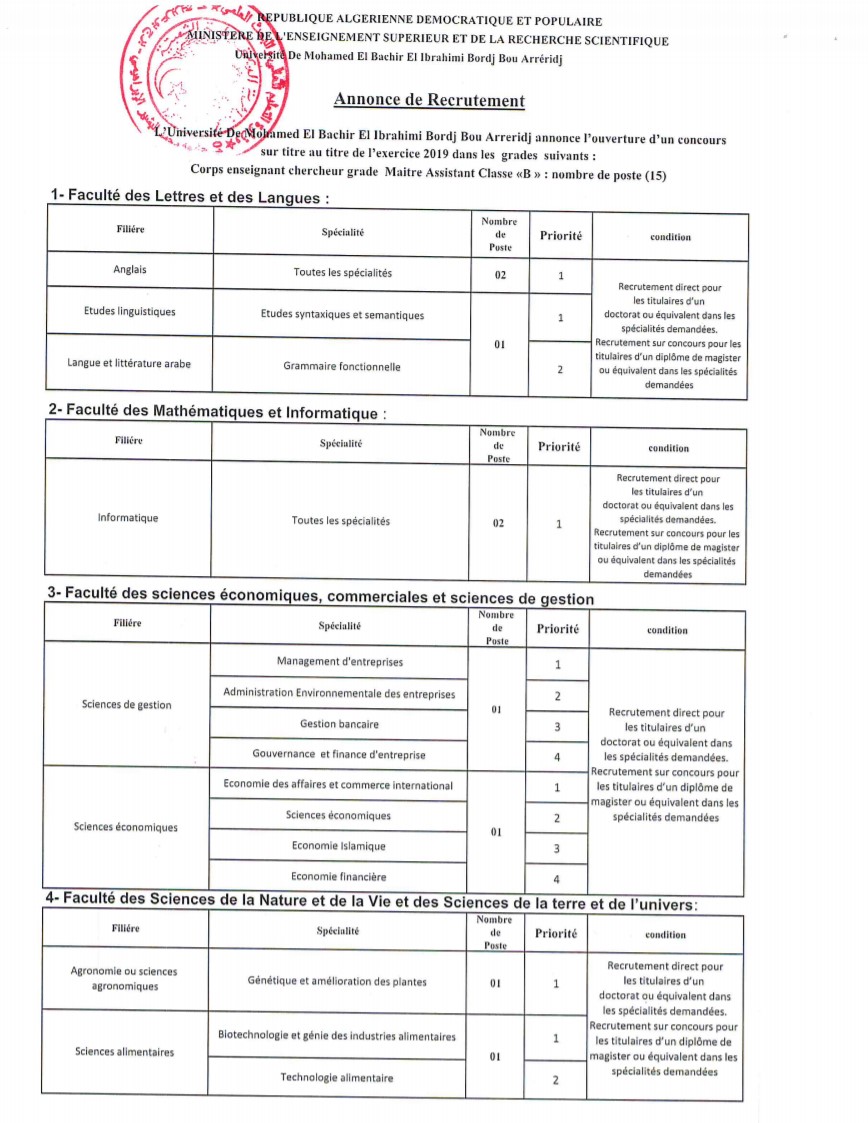 REPUBLIQUE ALGERIENNE DEMOCRATIQUE ET POPULAIRE
MINISTERE DE L'ENSEIGNEMENT SUPERIEUR ET DE LA RECHERCHE SCIENTIFIQUE
Université De Mohamed El Bachir El Ibrahimi Bordj Bou Arréridj
Annonce de Recrutement
L'Université De Mohamed El Bachir El Ibrahimi Bordj Bou Arreridj annonce l'ouverture d'un concours
sur titre au titre de l'exercice 2019 dans les grades suivants :
Corps enseignant chercheur grade Maitre Assistant Classe «B » : nombre de poste (15)
1- Faculté des Lettres et des Langues :
Filiére Spécialité Nombre de Poste Priorité condition
Anglais Toutes les spécialités 02 1
Etudes linguistiques Etudes syntaxiques et semantiques 01 1
Langue et littérature arabe Grammaire fonctionnelle 2
Recrutement direct pour
les titulaires d'un
doctorat ou équivalent dans les
spécialités demandées.
Recrutement sur concours pour les
titulaires d'un diplôme de magister
ou équivalent dans les spécialités
demandées
2- Faculté des Mathématiques et Informatique :
Filiére Spécialité Nombre de Poste Priorité condition
Informatique Toutes les spécialités 02 1
Recrutement direct pour
les titulaires d'un
doctorat ou équivalent dans les
spécialités demandées.
Recrutement sur concours pour les
titulaires d'un diplôme de magister
ou équivalent dans les spécialités
demandées
3- Faculté des sciences économiques, commerciales et sciences de gestion
Filiére Spécialité Nombre de Poste Priorité condition
Sciences de gestion 01
Management d'entreprises 1
Administration Environnementale des entreprises 2
Gestion bancaire 3
Gouvernance et finance d'entreprise 4
Sciences économiques 01
Economie des affaires et commerce international 1
Sciences économiques 2
Economie Islamique 3
Economie financière 4
Recrutement direct pour
les titulaires d'un
doctorat ou équivalent dans
les spécialités demandées.
Recrutement sur concours pour
les titulaires d'un diplôme de
magister ou équivalent dans les
spécialités demandées
4- Faculté des Sciences de la Nature et de la Vie et des Sciences de la terre et de l'univers:
Filiére Spécialité Nombre de Poste Priorité condition
Agronomie ou sciences
agronomiques
Génétique et amélioration des plantes 01 1
Sciences alimentaires 01
Biotechnologie et génie des industries alimentaires 1
Technologie alimentaire 2
Recrutement direct pour
les titulaires d'un
doctorat ou équivalent dans
les spécialités demandées.
Recrutement sur concours pour
les titulaires d'un diplôme de
magister ou équivalent dans les
spécialités demandées